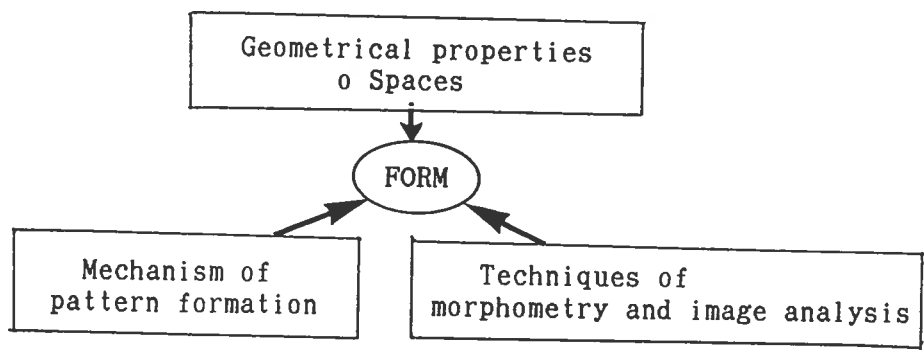 Geometrical properties
o Spaces
FORM
Mechanism of
pattern formation
Techniques of
morphometry and image analysis